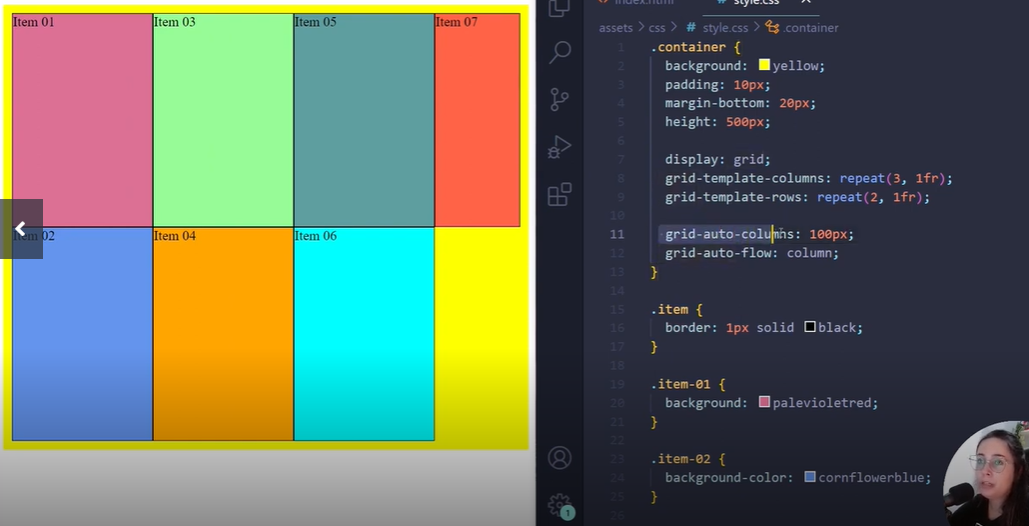 Item 01
Item 03
Item 05
Item 07
Item 04
Item 06
index.html
style.css
assets > css > # style.css > .container
1 .container {
2 background: yellow;
3 padding: 10px;
4 margin-bottom: 20px;
5 height: 500px;
6
7 display: grid;
8 grid-template-columns: repeat(3, 1fr);
9 grid-template-rows: repeat(2, 1fr);
10
11 grid-auto-columns: 100px;
12 grid-auto-flow: column;
13 }
14
15 .item {
16 border: 1px solid black;
17 }
18
19 .item-01 {
20 background: palevioletred;
21 }
22
23 .item-02 {
24 background-color: cornflowerblue;
25 }
26
1